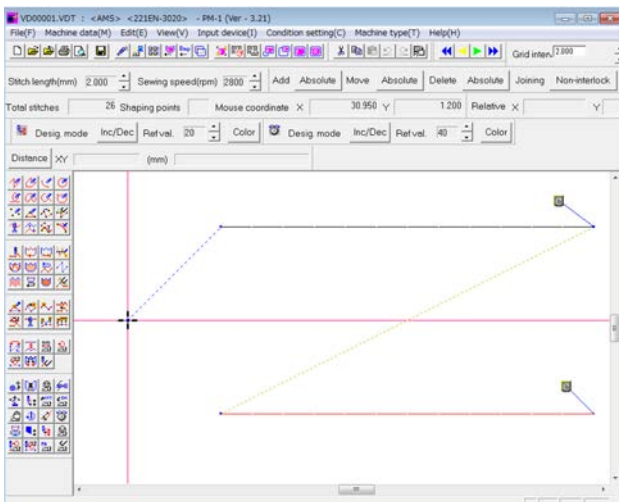 VD00001.VDT : <AMS> <221EN-3020> - PM-1 (Ver - 3.21)
File(F) Machine data(M) Edit(E) View(V) Input device(I) Condition setting(C) Machine type(T) Help(H)
Grid interv 2.000
Stitch length(mm) 2.000 Sewing speed(rpm) 2800 Add Absolute Move Absolute Delete Absolute Joining Non-interlock.
Total stitches 26 Shaping points Mouse coordinate X 30.950 Y 1.200 Relative X Y
Desig. mode Inc/Dec Ref.val. 20 Color Desig. mode Inc/Dec Ref.val. 40 Color
Distance XY (mm)